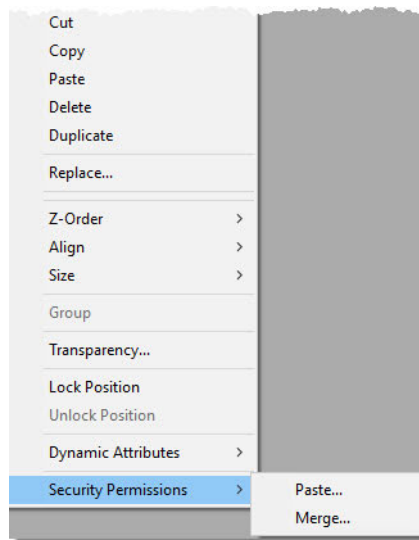 Cut
Copy
Paste
Delete
Duplicate
Replace...
Z-Order
Align
Size
Group
Transparency...
Lock Position
Unlock Position
Dynamic Attributes
Security Permissions
Paste...
Merge...